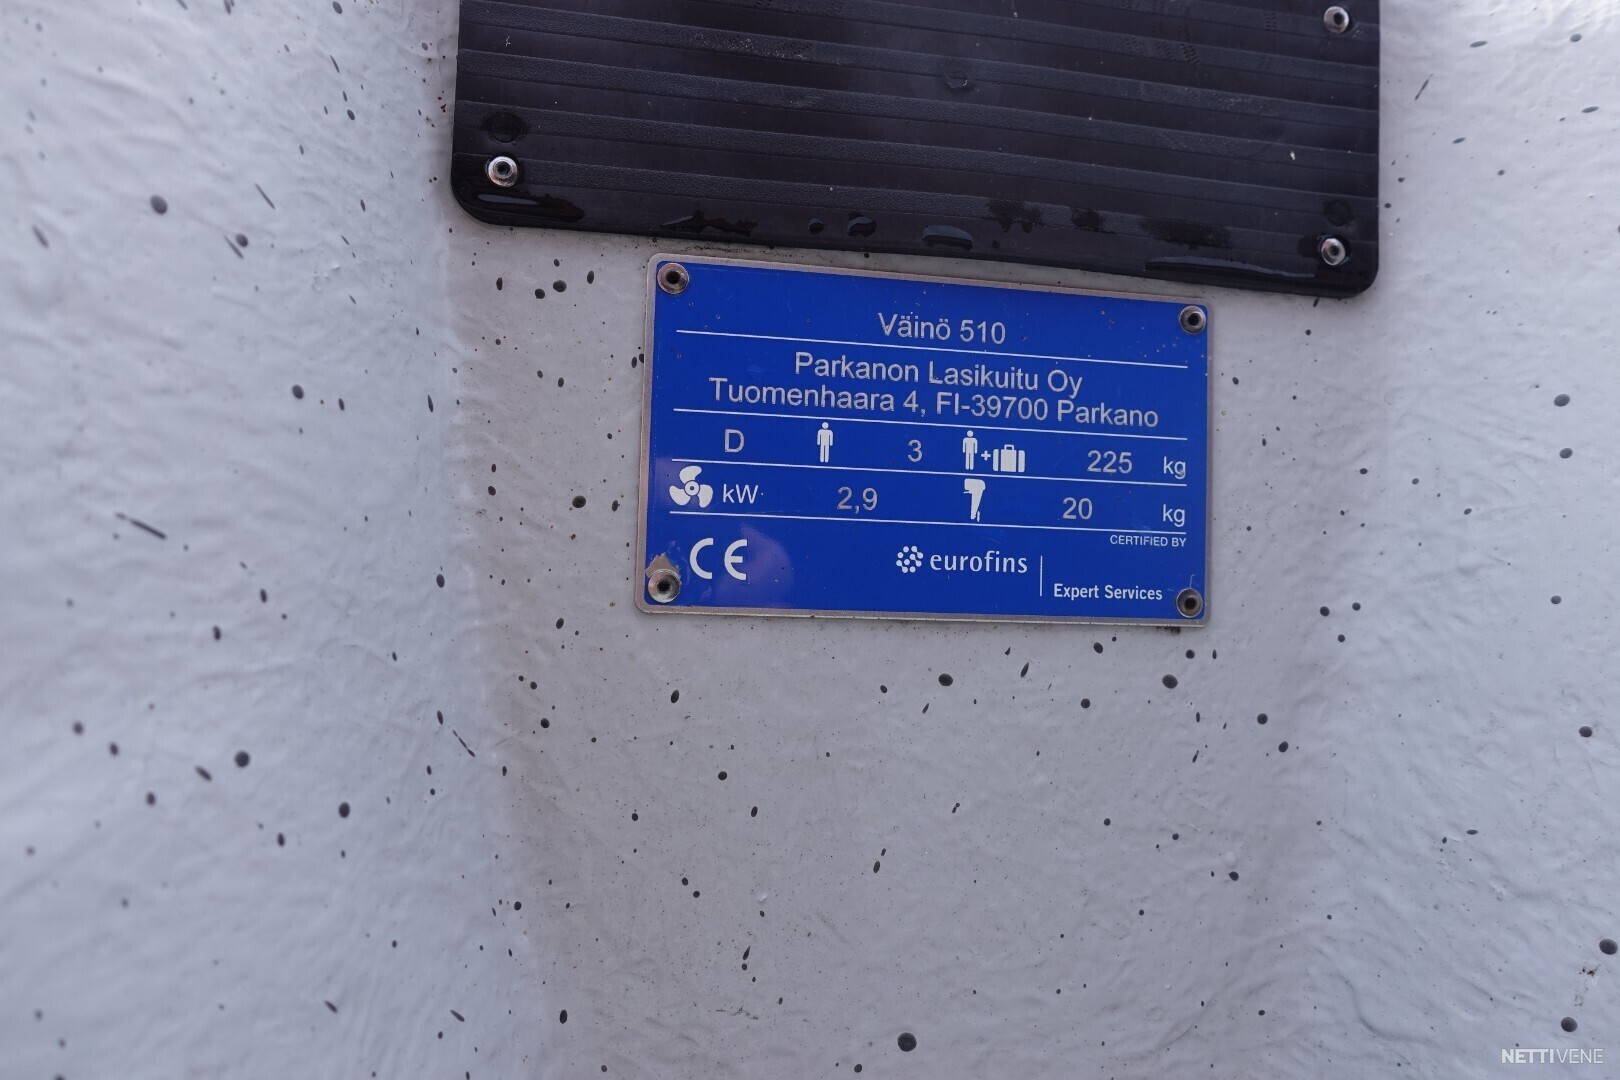 Väinö 510
Parkanon Lasikuitu Oy
Tuomenhaara 4, FI-39700 Parkano
D 3 + 225 kg
kW 2,9 20 kg
CERTIFIED BY
CE eurofins
Expert Services
NETTIVENE